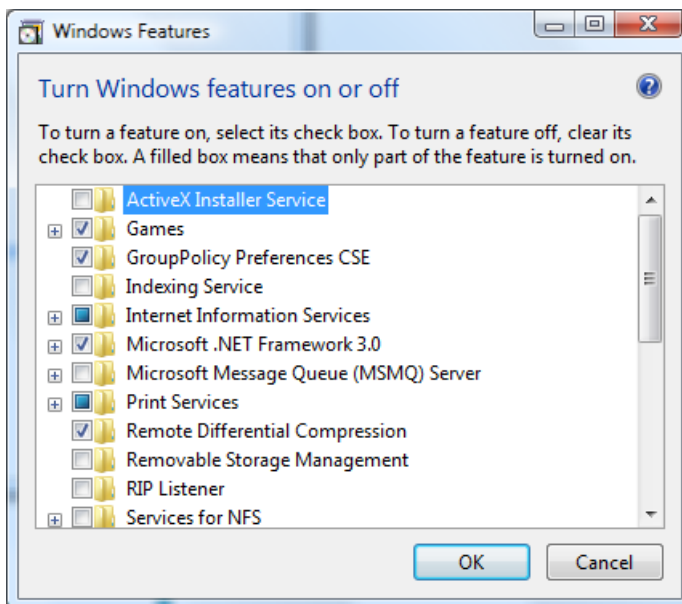 Windows Features
Turn Windows features on or off
To turn a feature on, select its check box. To turn a feature off, clear its
check box. A filled box means that only part of the feature is turned on.
ActiveX Installer Service
Games
GroupPolicy Preferences CSE
Indexing Service
Internet Information Services
Microsoft .NET Framework 3.0
Microsoft Message Queue (MSMQ) Server
Print Services
Remote Differential Compression
Removable Storage Management
RIP Listener
Services for NFS
OK Cancel